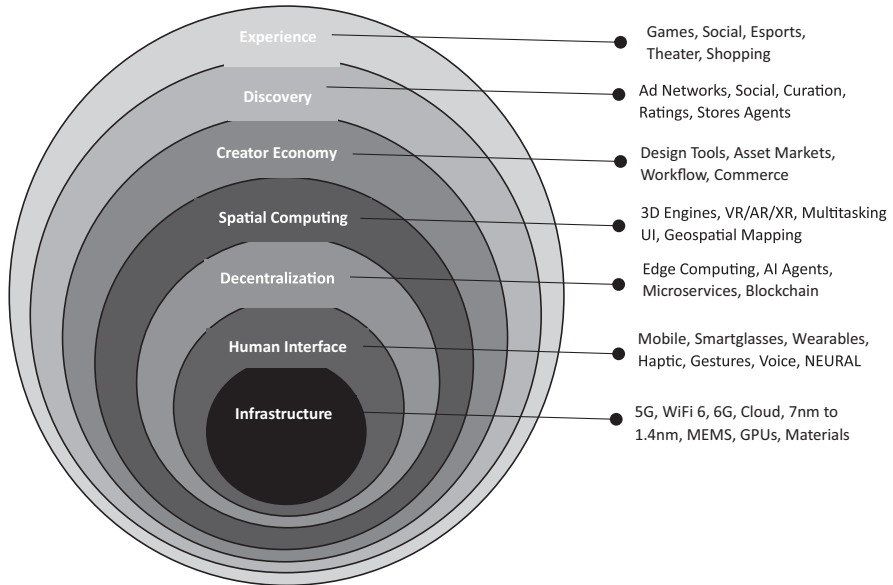 Experience
Games, Social, Esports,
Theater, Shopping
Discovery
Ad Networks, Social, Curation,
Ratings, Stores Agents
Creator Economy
Design Tools, Asset Markets,
Workflow, Commerce
Spatial Computing
3D Engines, VR/AR/XR, Multitasking
UI, Geospatial Mapping
Decentralization
Edge Computing, AI Agents,
Microservices, Blockchain
Human Interface
Mobile, Smartglasses, Wearables,
Haptic, Gestures, Voice, NEURAL
Infrastructure
5G, WiFi 6, 6G, Cloud, 7nm to
1.4nm, MEMS, GPUs, Materials